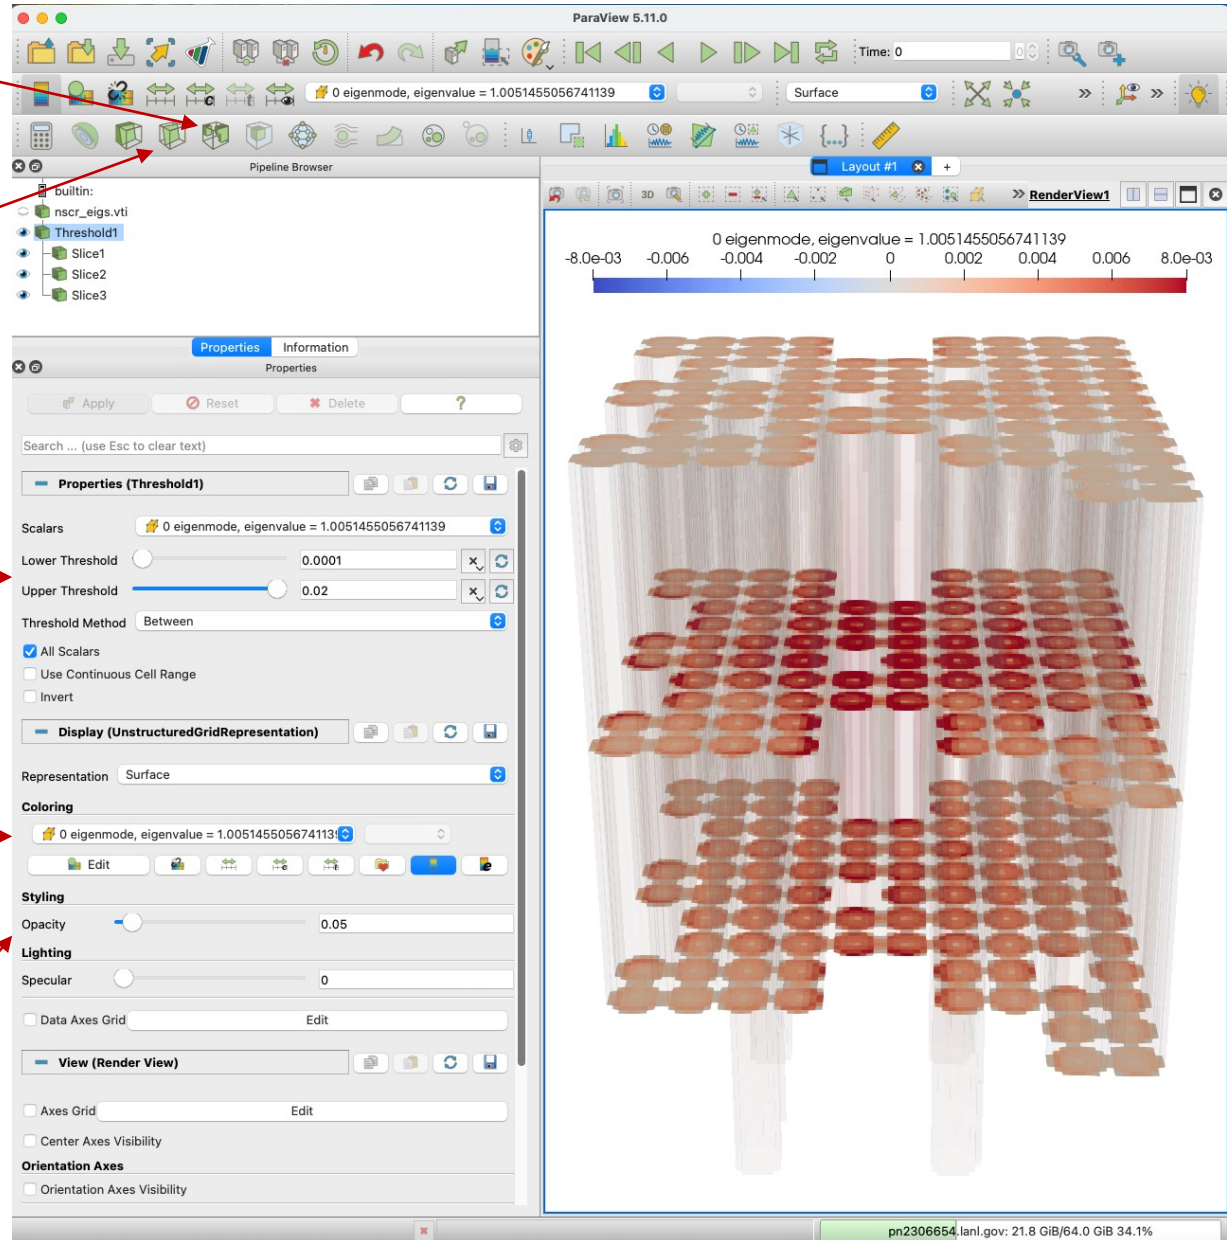 ParaView 5.11.0
Time: 0
0
0 eigenmode, eigenvalue = 1.0051455056741139
Surface
»
»
Pipeline Browser
Layout #1
+
builtin:
nscr_eigs.vti
Threshold1
Slice1
Slice2
Slice3
3D
» RenderView1
Properties
Information
Properties
Apply
Reset
Delete
?
Search ... (use Esc to clear text)
Properties (Threshold1)
Scalars
0 eigenmode, eigenvalue = 1.0051455056741139
Lower Threshold
0.0001
Upper Threshold
0.02
Threshold Method
Between
All Scalars
Use Continuous Cell Range
Invert
Display (UnstructuredGridRepresentation)
Representation
Surface
Coloring
0 eigenmode, eigenvalue = 1.005145505674113
Edit
Styling
Opacity
0.05
Lighting
Specular
0
Data Axes Grid
Edit
View (Render View)
Axes Grid
Edit
Center Axes Visibility
Orientation Axes
Orientation Axes Visibility
0 eigenmode, eigenvalue = 1.0051455056741139
-8.0e-03 -0.006 -0.004 -0.002 0 0.002 0.004 0.006 8.0e-03
pn2306654.lanl.gov: 21.8 GiB/64.0 GiB 34.1%